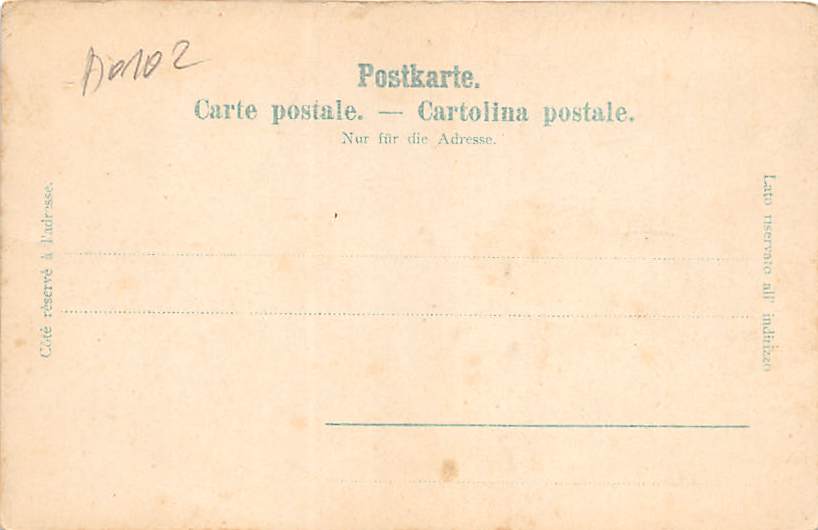 Postkarte.
Carte postale. — Cartolina postale.
Nur für die Adresse.
Côté réservé à l'adresse.
Lato riservato all' indirizzo